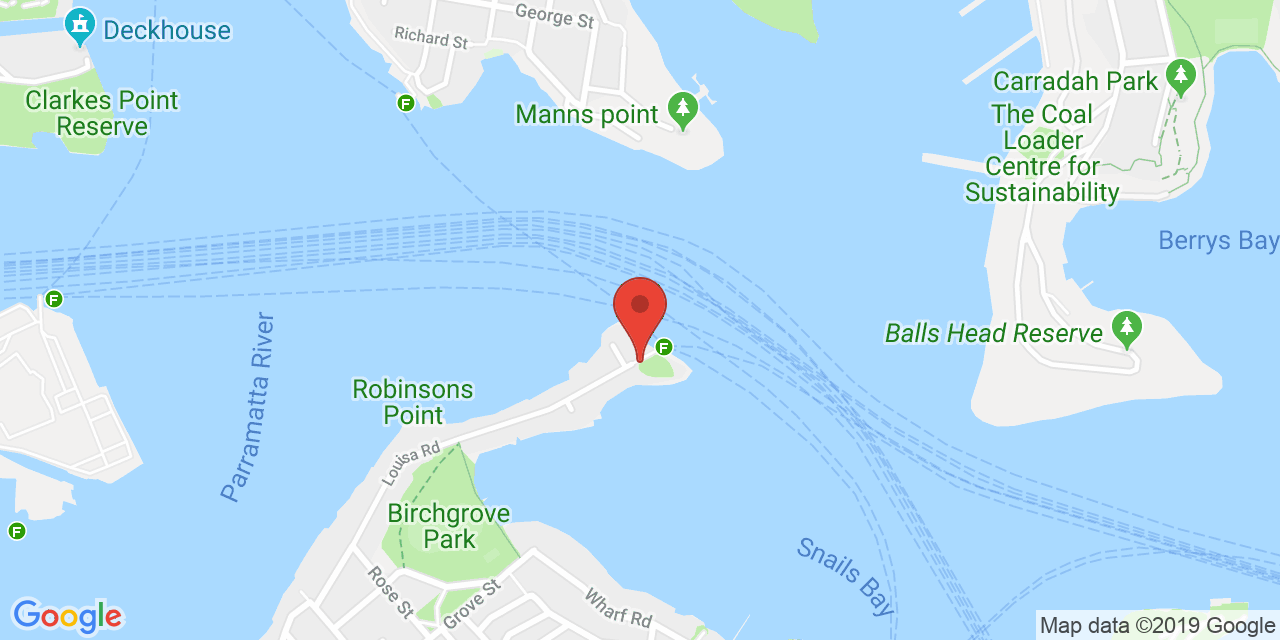 Deckhouse
George St
Richard St
Clarkes Point
Reserve
F
Manns point
Carradah Park
The Coal
Loader
Centre for
Sustainability
Berrys Bay
F
Parramatta River
Balls Head Reserve
F
Robinsons
Point
Louisa Rd
Birchgrove
Park
F
Snails Bay
Rose St
Grove St
Wharf Rd
Google
Map data ©2019 Google